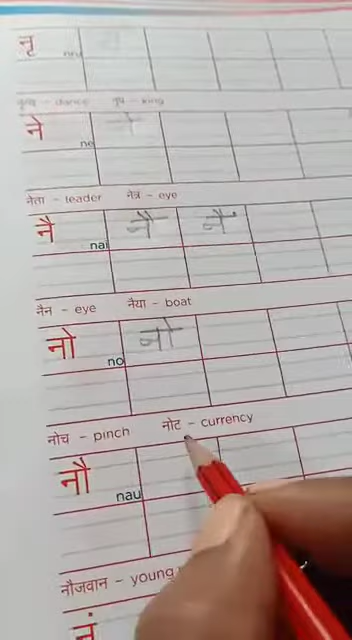 नृ nru
नृत्य - dance नृप - king
ने ne ने
नेता - leader नेत्र - eye
नै nai नै नै
नैन - eye नैया - boat
नो no नो
नोच - pinch नोट - currency
नौ nau
नौजवान - young
नं